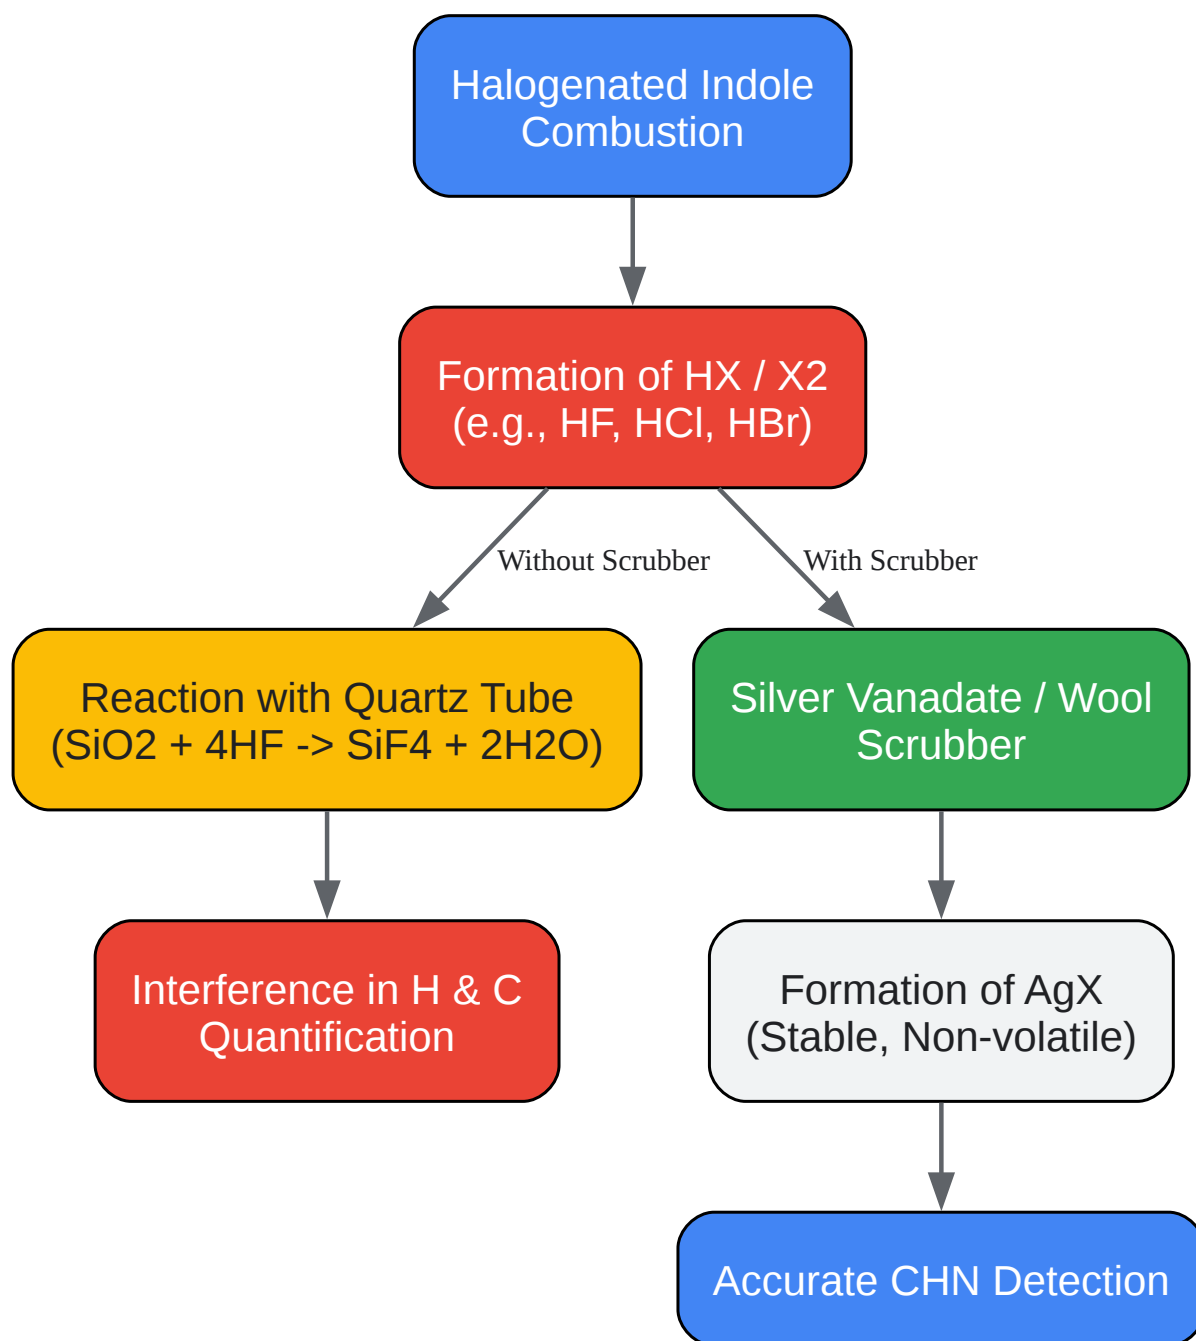 Halogenated Indole
Combustion
Formation of HX / X2
(e.g., HF, HCl, HBr)
Without Scrubber
With Scrubber
Reaction with Quartz Tube
(SiO2 + 4HF -> SiF4 + 2H2O)
Silver Vanadate / Wool
Scrubber
Interference in H & C
Quantification
Formation of AgX
(Stable, Non-volatile)
Accurate CHN Detection